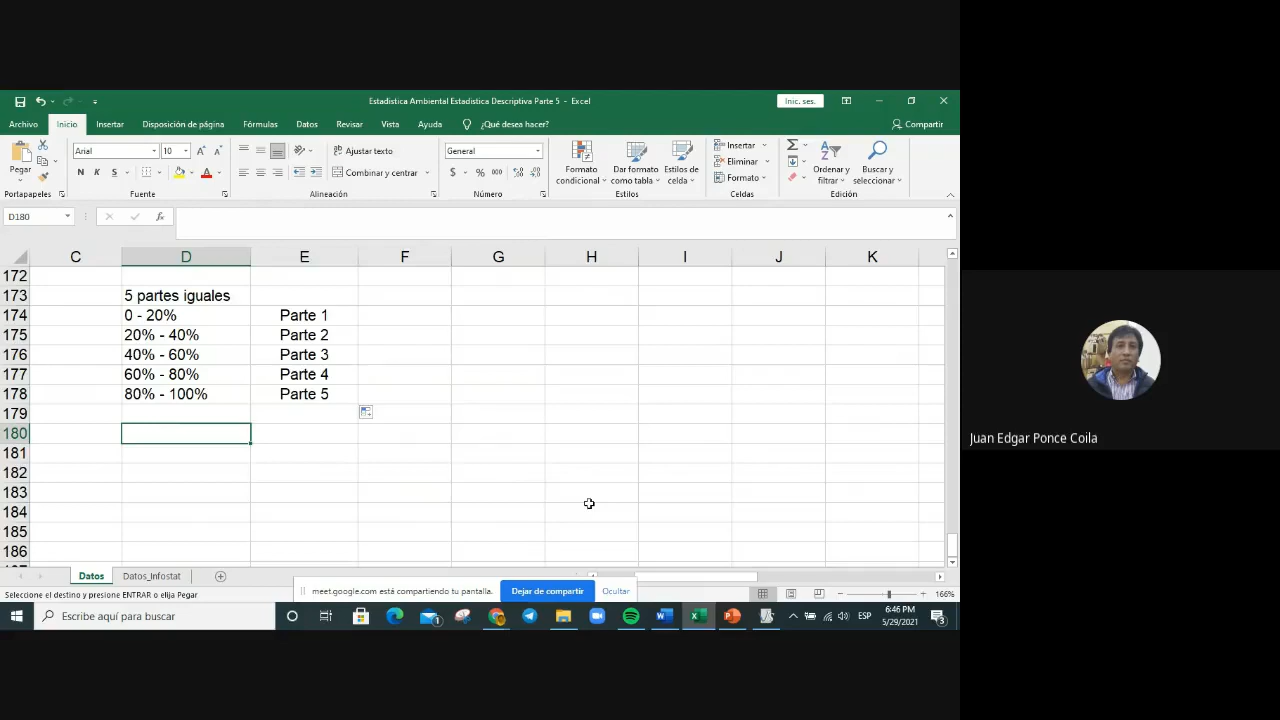 Estadistica Ambiental Estadistica Descriptiva Parte 5 - Excel
Inic. ses.
Archivo Inicio Insertar Disposición de página Fórmulas Datos Revisar Vista Ayuda ¿Qué desea hacer? Compartir
Pegar
Arial 10
N K S
Ajustar texto
Combinar y centrar
General
$ % 000
Formato condicional
Dar formato como tabla
Estilos de celda
Insertar
Eliminar
Formato
Ordenar y filtrar
Buscar y seleccionar
Portapapeles Fuente Alineación Número Estilos Celdas Edición
D180 fx
C D E F G H I J K
172
173 5 partes iguales
174 0 - 20% Parte 1
175 20% - 40% Parte 2
176 40% - 60% Parte 3
177 60% - 80% Parte 4
178 80% - 100% Parte 5
179
180
181
182
183
184
185
186
Datos Datos_Infostat
meet.google.com está compartiendo tu pantalla. Dejar de compartir Ocultar
Seleccione el destino y presione ENTRAR o elija Pegar
166%
Escribe aquí para buscar
ESP
6:46 PM
5/29/2021
Juan Edgar Ponce Coila